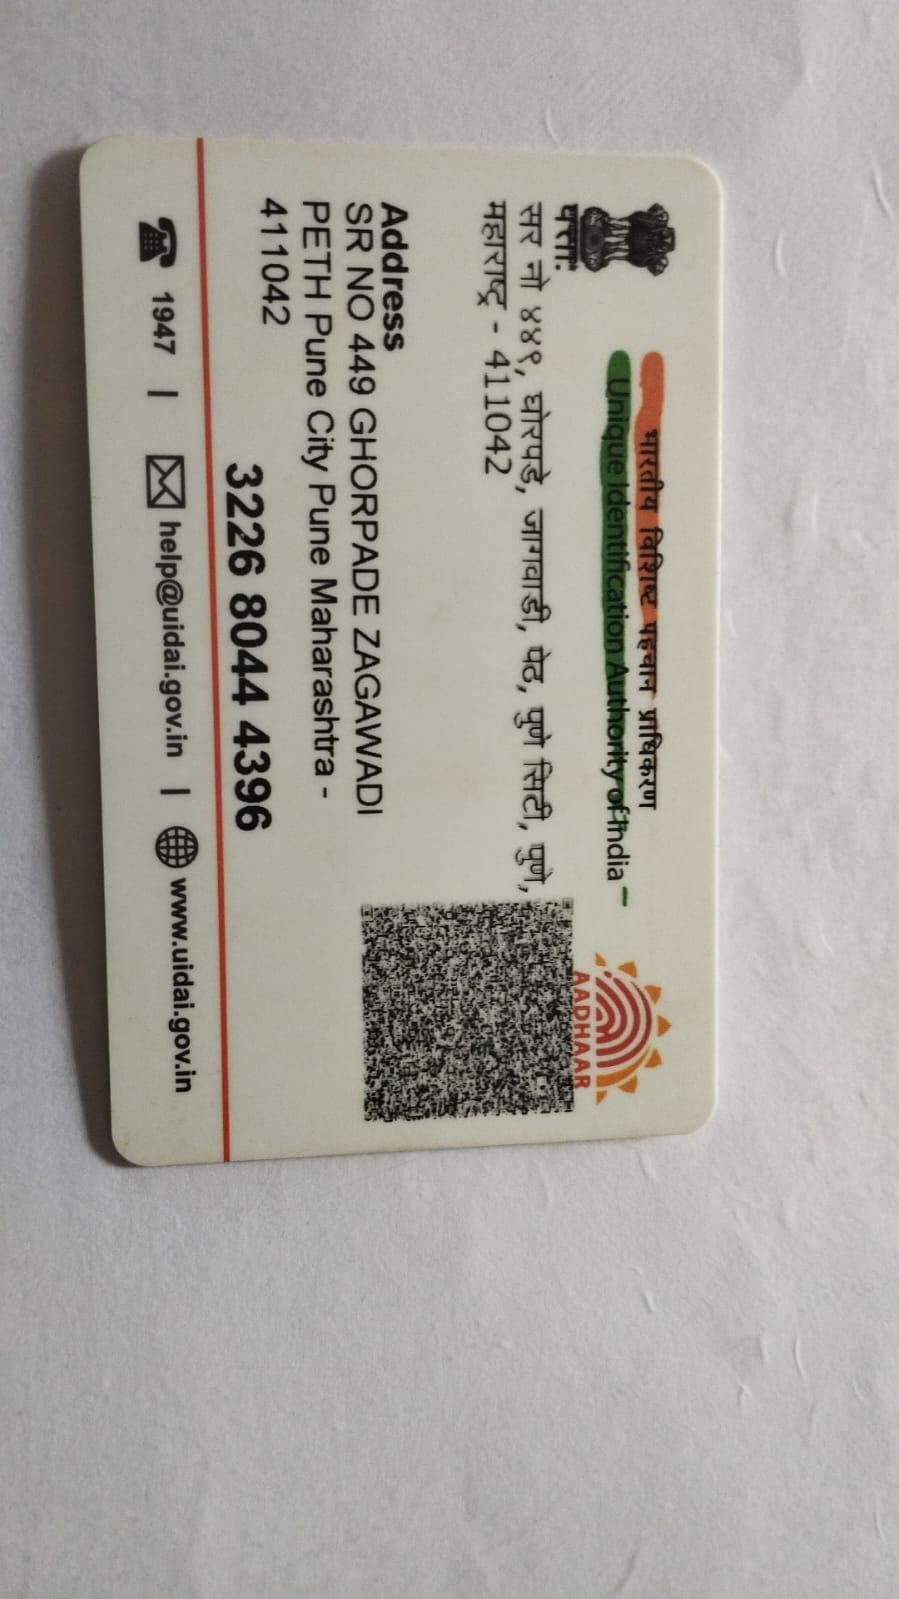 भारतीय विशिष्ट पहचान प्राधिकरण
Unique Identification Authority of India
AADHAAR
पत्ता:
सर नो ४४९, घोरपडे, जागवाडी, पेठ, पुणे सिटी, पुणे,
महाराष्ट्र - 411042
Address
SR NO 449 GHORPADE ZAGAWADI
PETH Pune City Pune Maharashtra -
411042
3226 8044 4396
1947 | help@uidai.gov.in | www.uidai.gov.in